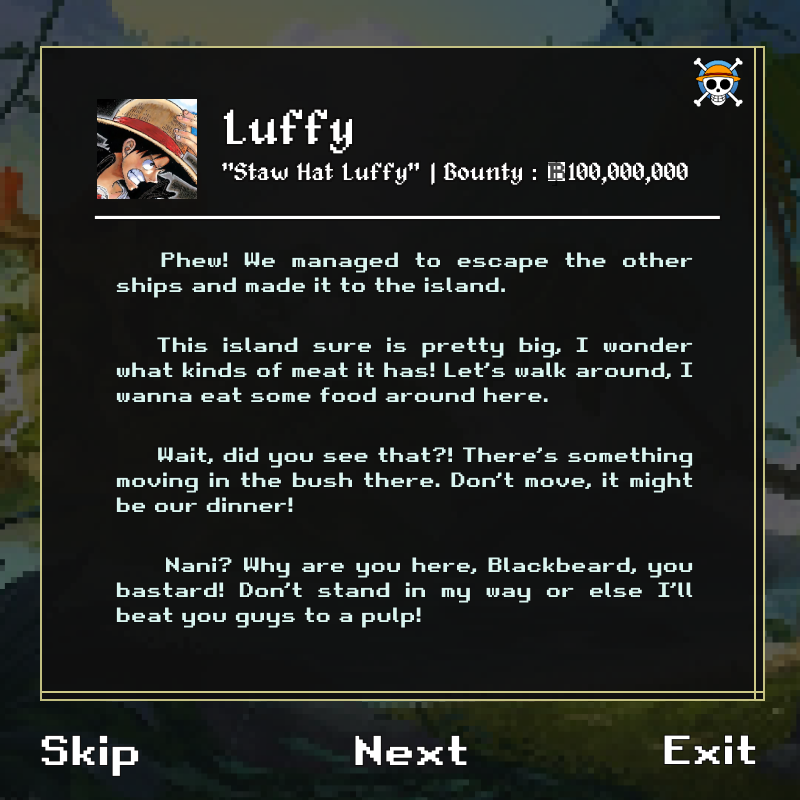 Luffy
"Staw Hat Luffy" | Bounty : 100,000,000
Phew! We managed to escape the other
ships and made it to the island.
This island sure is pretty big, I wonder
what kinds of meat it has! Let's walk around, I
wanna eat some food around here.
Wait, did you see that?! There's something
moving in the bush there. Don't move, it might
be our dinner!
Nani? Why are you here, Blackbeard, you
bastard! Don't stand in my way or else I'll
beat you guys to a pulp!
Skip Next Exit